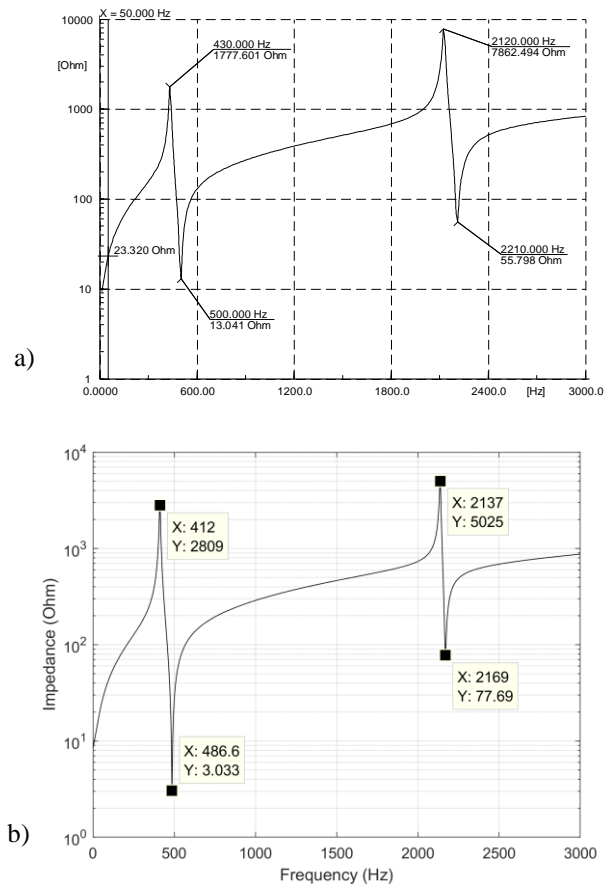 X = 50.000 Hz
10000
[Ohm]
1000
100
10
1
430.000 Hz
1777.601 Ohm
2120.000 Hz
7862.494 Ohm
23.320 Ohm
2210.000 Hz
55.798 Ohm
500.000 Hz
13.041 Ohm
a)
0.0000 600.00 1200.0 1800.0 2400.0 [Hz] 3000.0
10^4
10^3
10^2
10^1
10^0
Impedance (Ohm)
X: 412
Y: 2809
X: 2137
Y: 5025
X: 2169
Y: 77.69
X: 486.6
Y: 3.033
b)
0 500 1000 1500 2000 2500 3000
Frequency (Hz)